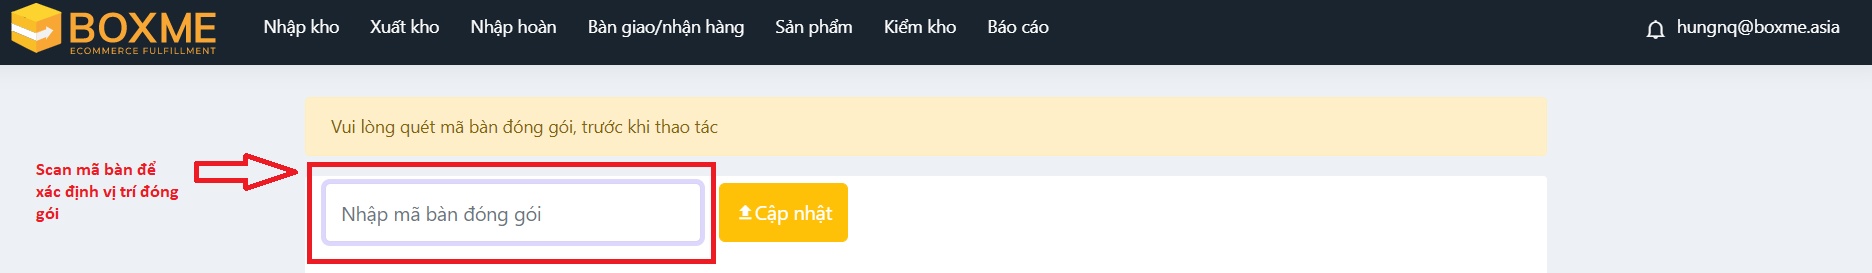 BOXME
ECOMMERCE FULFILLMENT
Nhập kho Xuất kho Nhập hoàn Bàn giao/nhận hàng Sản phẩm Kiểm kho Báo cáo hungnq@boxme.asia
Vui lòng quét mã bàn đóng gói, trước khi thao tác
Scan mã bàn để
xác định vị trí đóng
gói
Nhập mã bàn đóng gói Cập nhật